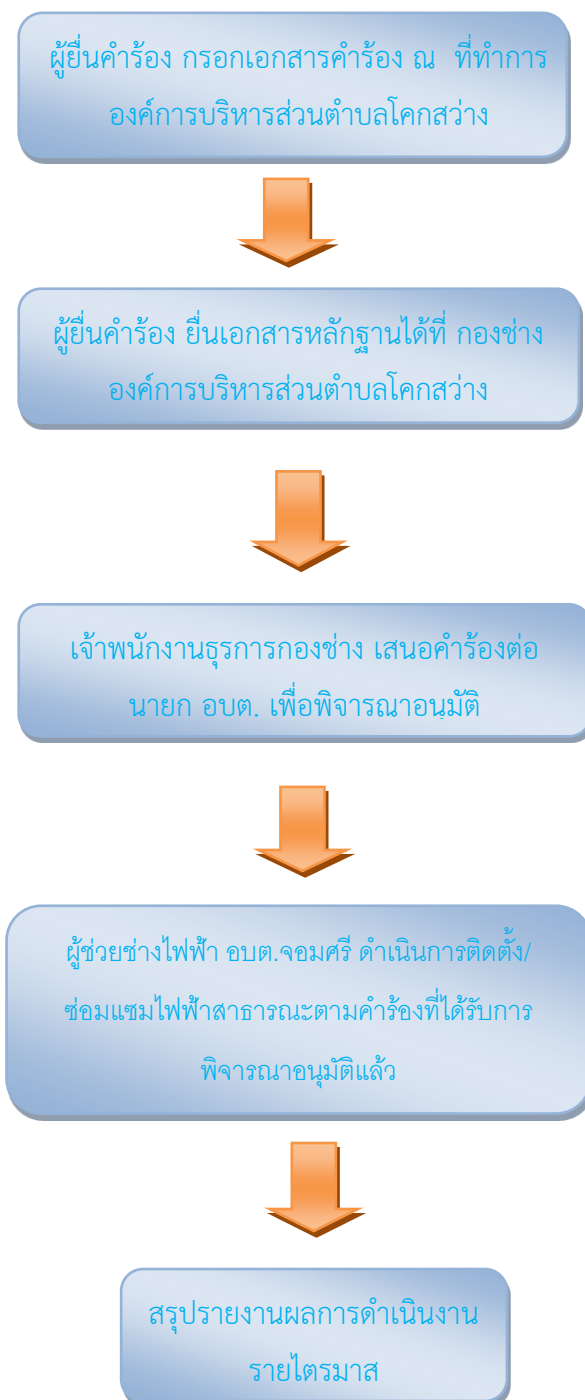 ผู้ยื่นคำร้อง กรอกเอกสารคำร้อง ณ  ที่ทำการ
องค์การบริหารส่วนตำบลโคกสว่าง
ผู้ยื่นคำร้อง ยื่นเอกสารหลักฐานได้ที่ กองช่าง
องค์การบริหารส่วนตำบลโคกสว่าง
เจ้าพนักงานธุรการกองช่าง เสนอคำร้องต่อ
นายก อบต. เพื่อพิจารณาอนุมัติ
ผู้ช่วยช่างไฟฟ้า อบต.จอมศรี ดำเนินการติดตั้ง/
ซ่อมแซมไฟฟ้าสาธารณะตามคำร้องที่ได้รับการ
พิจารณาอนุมัติแล้ว
สรุปรายงานผลการดำเนินงาน
รายไตรมาส